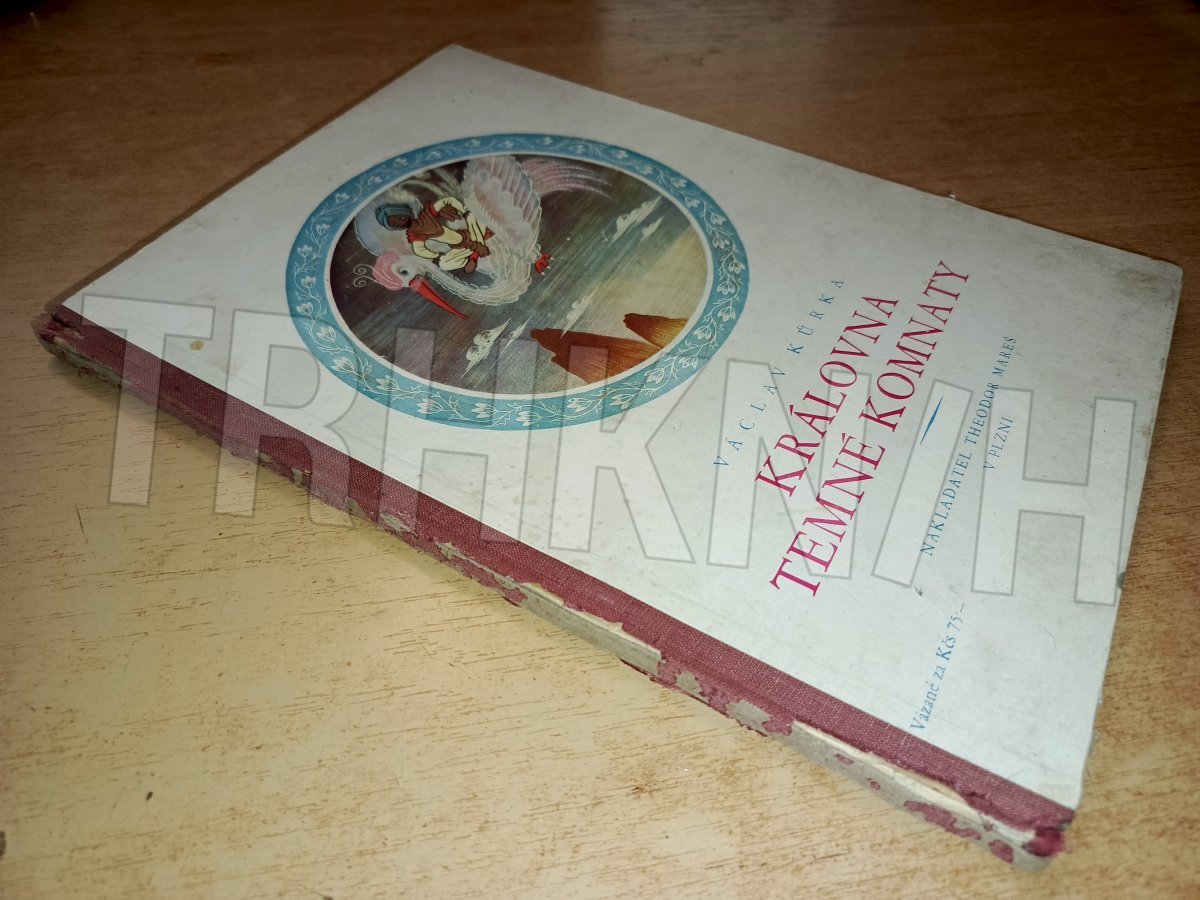 VÁCLAV KŮRKA
KRÁLOVNA
TEMNÉ KOMNATY
NAKLADATEL THEODOR MAREŠ
V PLZNI
Vázané za Kčs 75·–
TRHKNIH